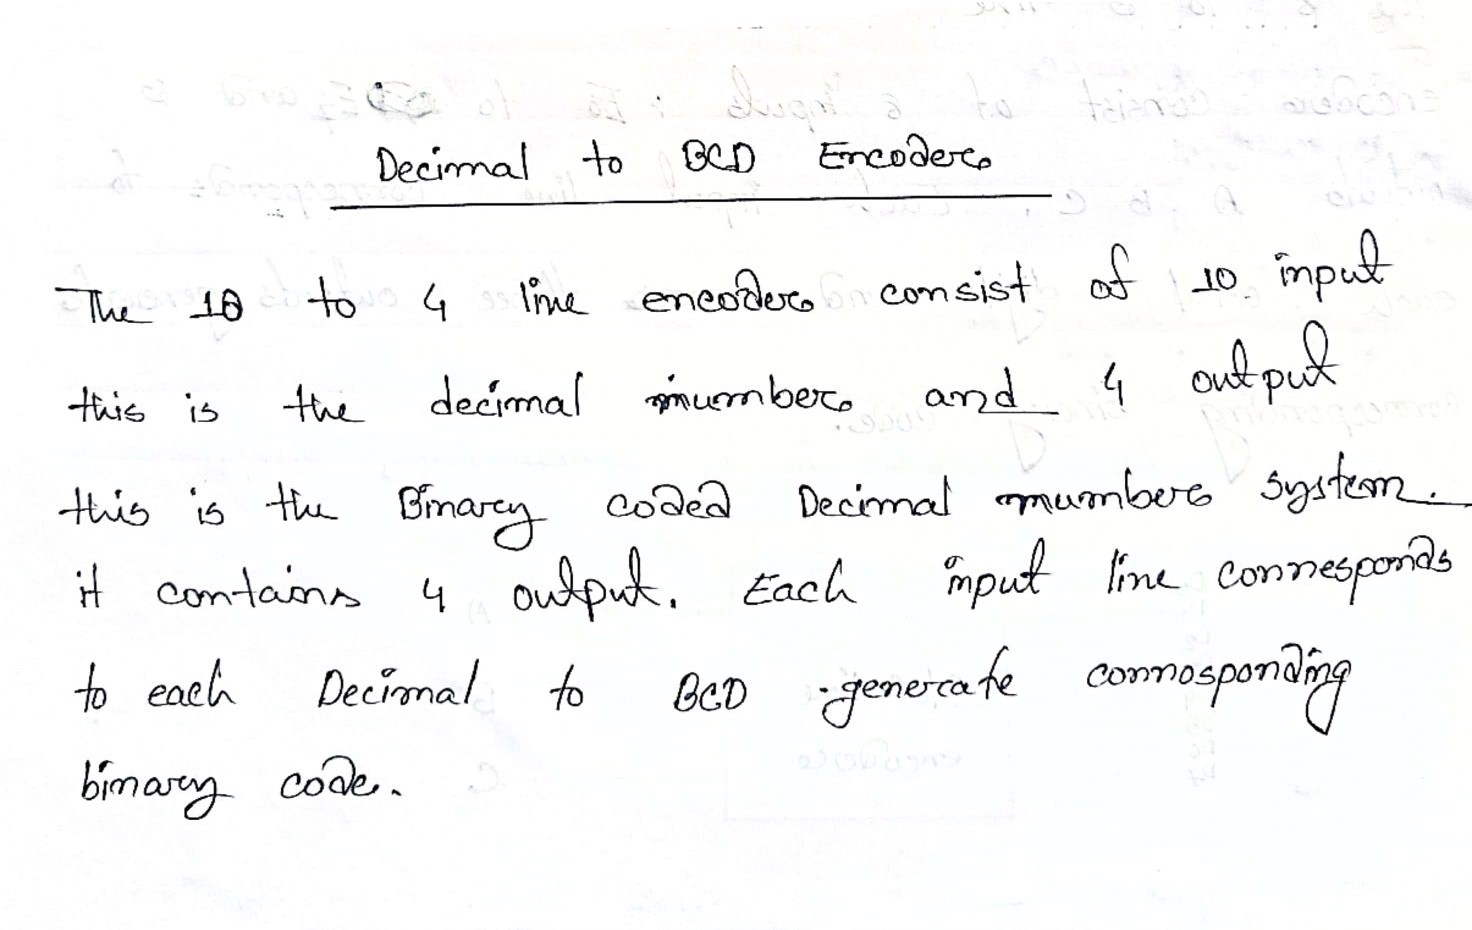 Decimal to BCD Encoder
The 10 to 4 line encoder consist of 10 input
this is the decimal number and 4 output
this is the Binary coded Decimal number system.
it contains 4 output. Each input line connesponds
to each Decimal to BCD generate connosponding
binary code.